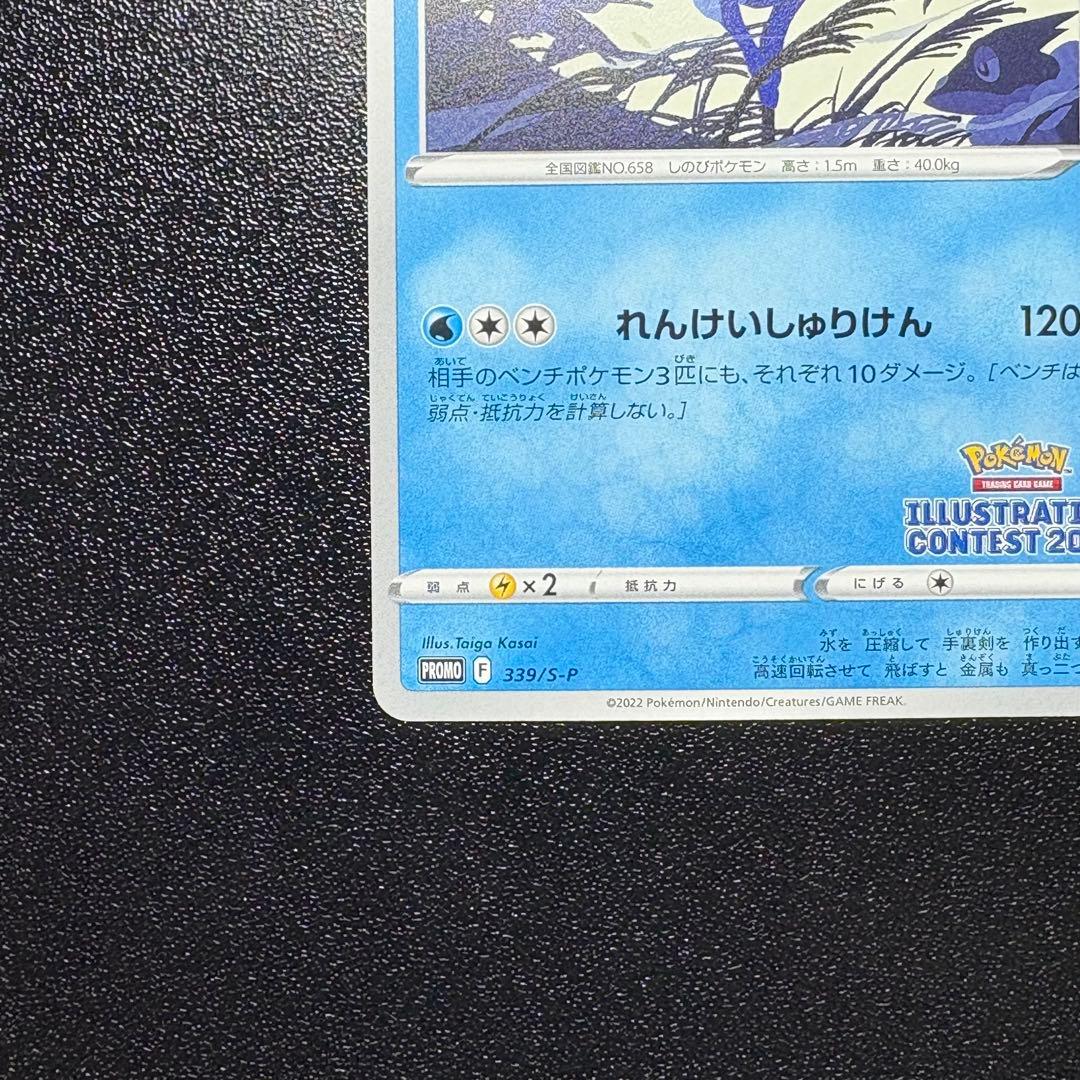 全国図鑑NO.658 しのびポケモン 高さ:1.5m 重さ:40.0kg
れんけいしゅりけん 120
あいて びき
相手のベンチポケモン3匹にも、それぞれ10ダメージ。[ベンチは
じゃくてん ていこうりょく けいさん
弱点・抵抗力を計算しない。]
POKéMON
TRADING CARD GAME
ILLUSTRATI
CONTEST 20
弱点 ×2 抵抗力 にげる
Illus.Taiga Kasai
みず あっしゅく しゅりけん つく だ
水を 圧縮して 手裏剣を 作り出す
PROMO F 339/S-P
こうそくかいてん と きんぞく ま ぷた
高速回転させて 飛ばすと 金属も 真っ二つ
©2022 Pokémon/Nintendo/Creatures/GAME FREAK.